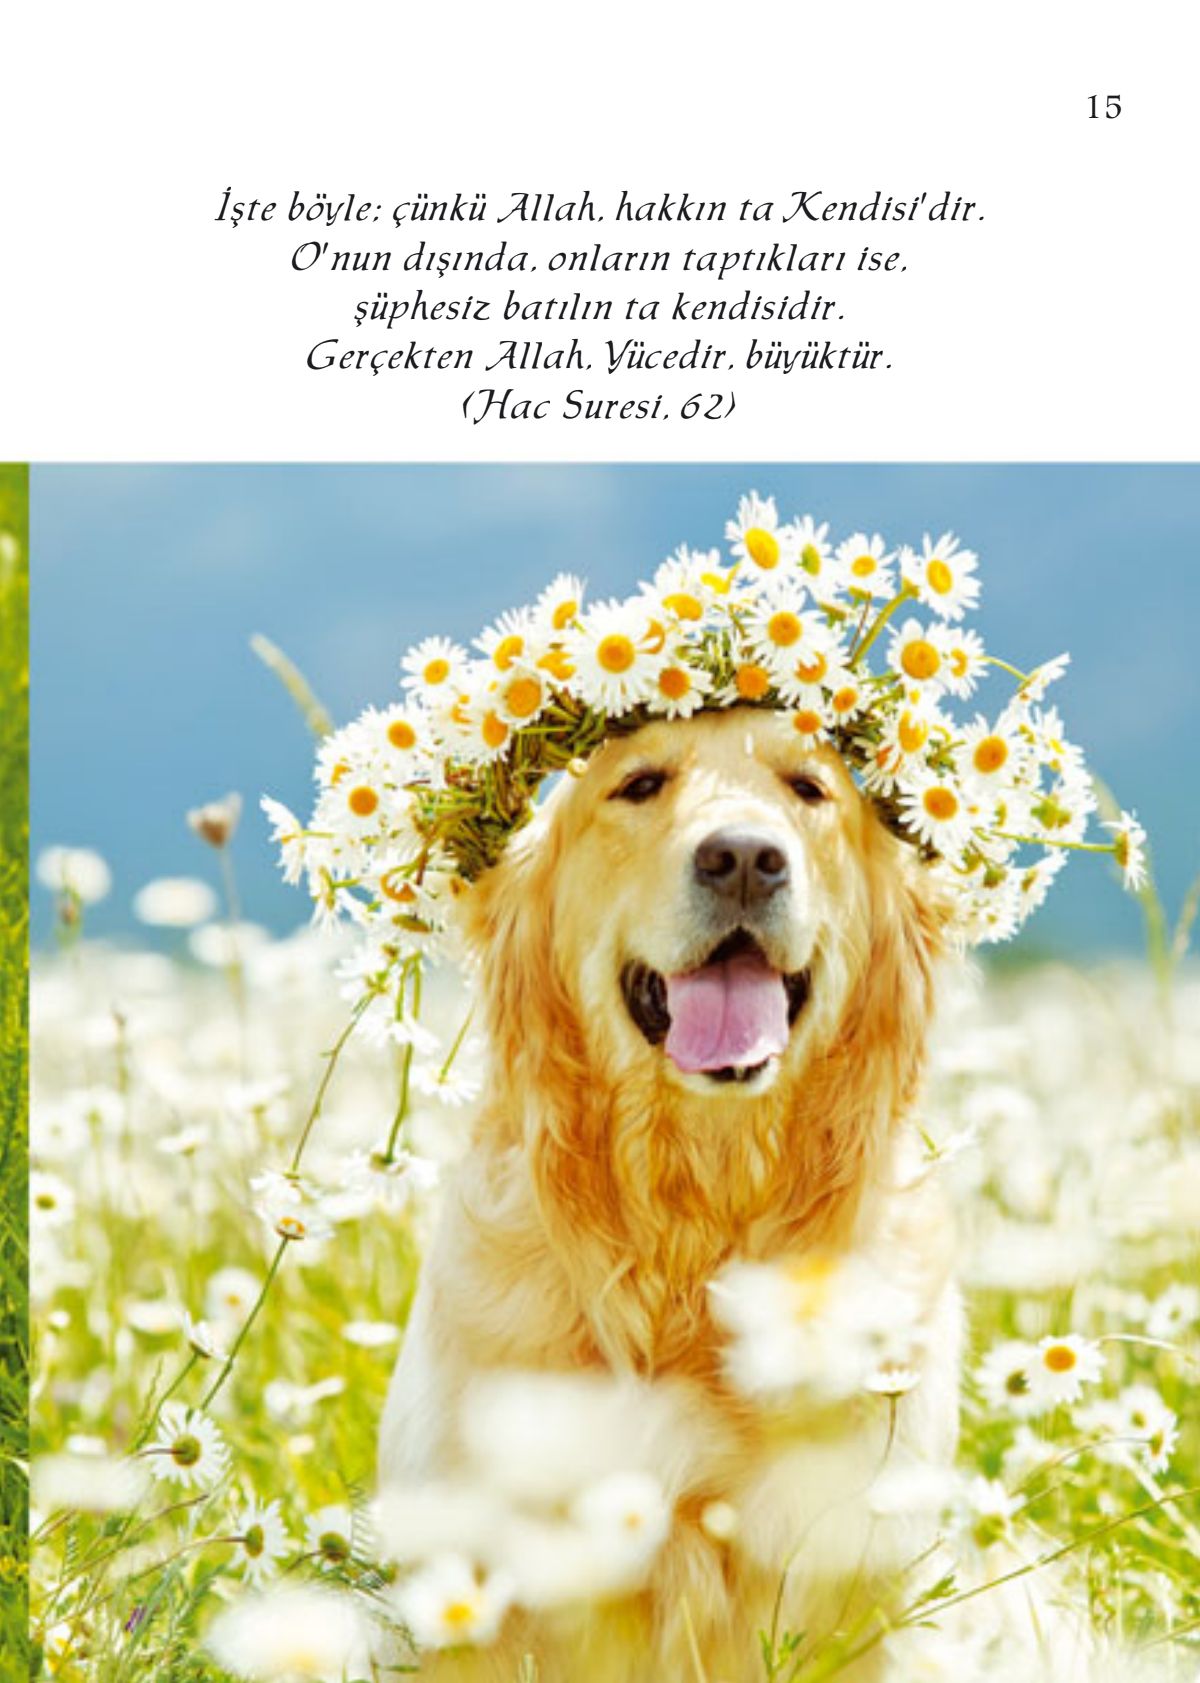 15
İşte böyle; çünkü Allah, hakkın ta Kendisi'dir.
O'nun dışında, onların taptıkları ise,
şüphesiz batılın ta kendisidir.
Gerçekten Allah, Yücedir, büyüktür.
(Hac Suresi, 62)